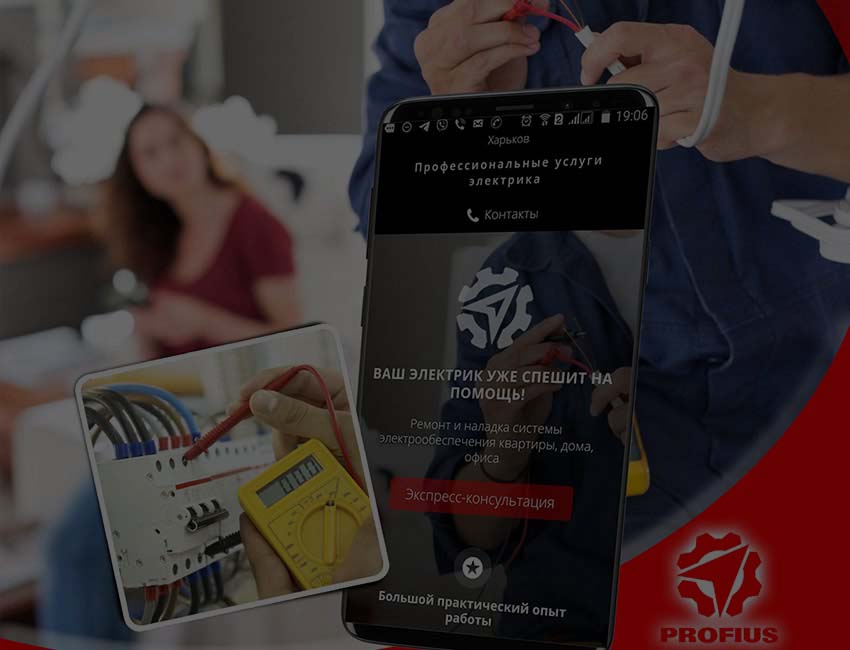 19:06
Харьков
Профессиональные услуги
электрика
Контакты
ВАШ ЭЛЕКТРИК УЖЕ СПЕШИТ НА
ПОМОЩЬ!
Ремонт и наладка системы
электрообеспечения квартиры, дома,
офиса
Экспресс-консультация
Большой практический опыт
работы
PROFIUS